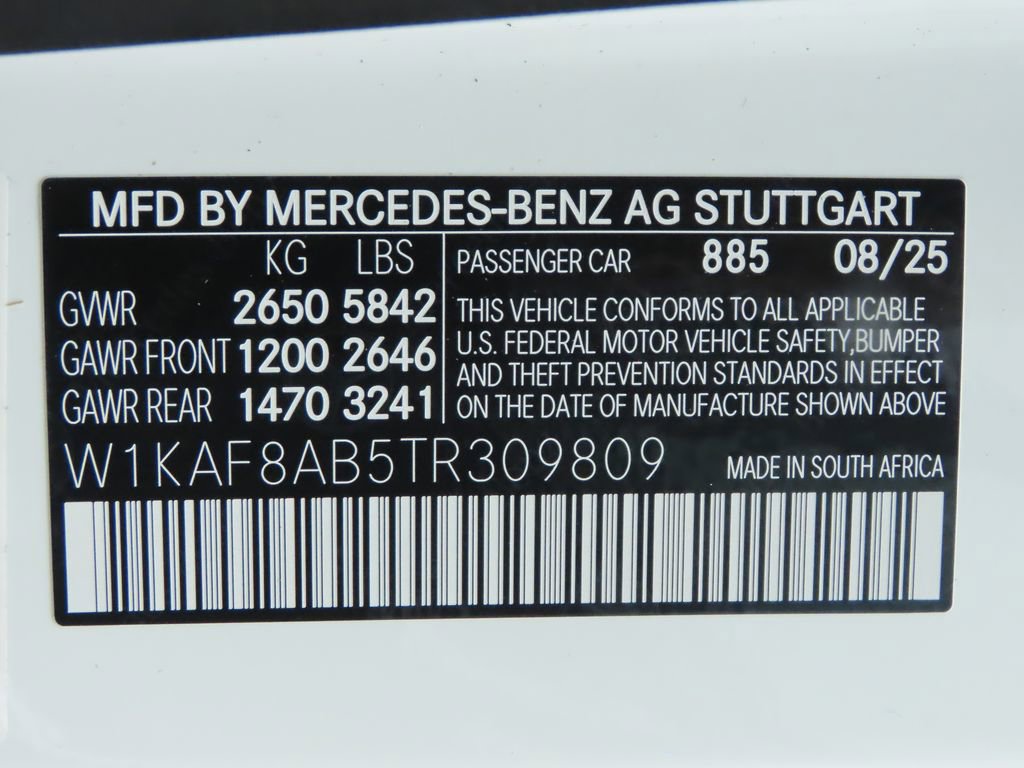 MFD BY MERCEDES-BENZ AG STUTTGART
KG LBS
GVWR 2650 5842
GAWR FRONT 1200 2646
GAWR REAR 1470 3241
PASSENGER CAR 885 08/25
THIS VEHICLE CONFORMS TO ALL APPLICABLE
U.S. FEDERAL MOTOR VEHICLE SAFETY,BUMPER
AND THEFT PREVENTION STANDARDS IN EFFECT
ON THE DATE OF MANUFACTURE SHOWN ABOVE
W1KAF8AB5TR309809 MADE IN SOUTH AFRICA